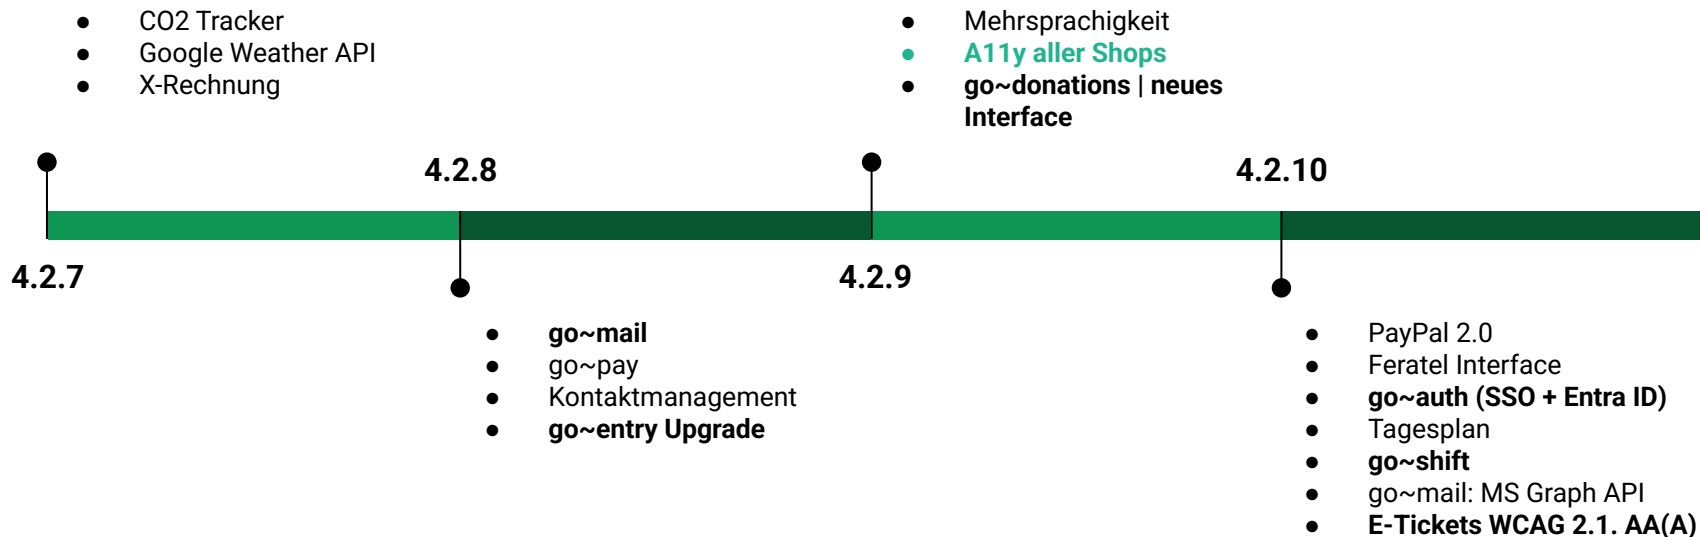 ● CO2 Tracker
● Google Weather API
● X-Rechnung
● Mehrsprachigkeit
● A11y aller Shops
● go~donations | neues
Interface
4.2.8
4.2.10
4.2.7
4.2.9
● go~mail
● go~pay
● Kontaktmanagement
● go~entry Upgrade
● PayPal 2.0
● Feratel Interface
● go~auth (SSO + Entra ID)
● Tagesplan
● go~shift
● go~mail: MS Graph API
● E-Tickets WCAG 2.1. AA(A)